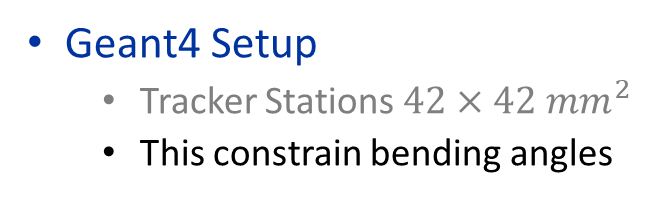 • Geant4 Setup
• Tracker Stations 42 × 42 mm²
• This constrain bending angles